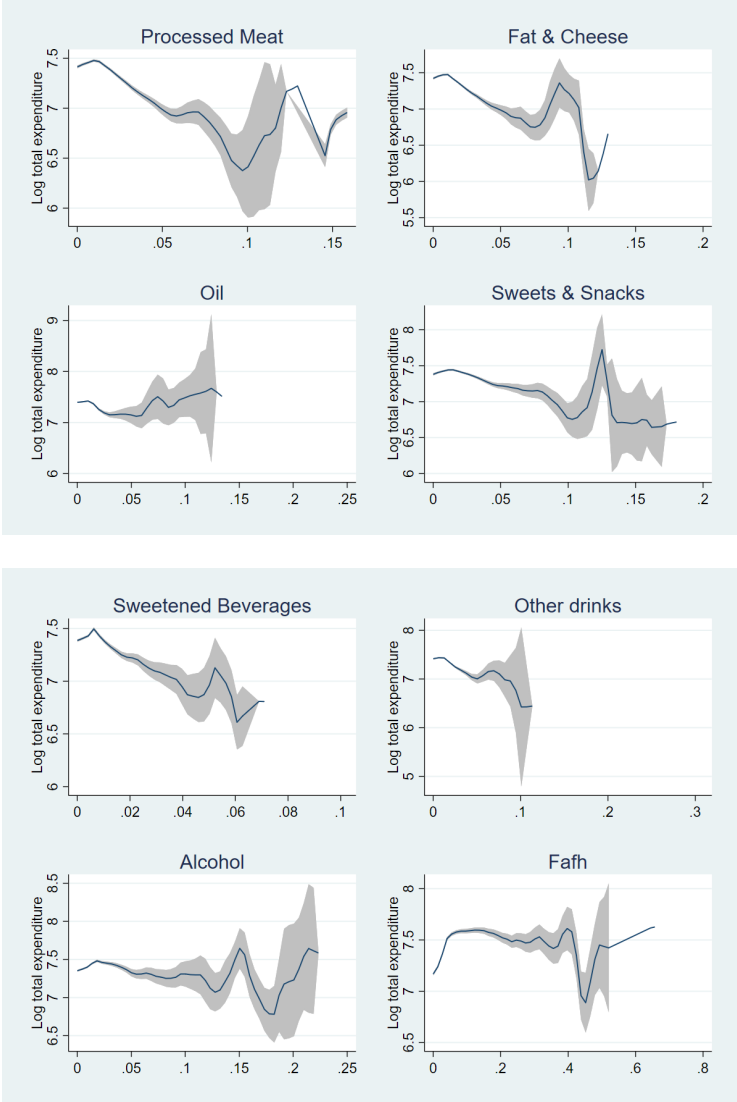 Processed Meat
Log total expenditure
7.5
7
6.5
6
0 .05 .1 .15
Fat & Cheese
Log total expenditure
7.5
7
6.5
6
5.5
0 .05 .1 .15 .2
Oil
Log total expenditure
9
8
7
6
0 .05 .1 .15 .2 .25
Sweets & Snacks
Log total expenditure
8
7.5
7
6.5
6
0 .05 .1 .15 .2
Sweetened Beverages
Log total expenditure
7.5
7
6.5
6
0 .02 .04 .06 .08 .1
Other drinks
Log total expenditure
8
7
6
5
0 .1 .2 .3
Alcohol
Log total expenditure
8.5
8
7.5
7
6.5
0 .05 .1 .15 .2 .25
Fafh
Log total expenditure
8
7.5
7
6.5
0 .2 .4 .6 .8